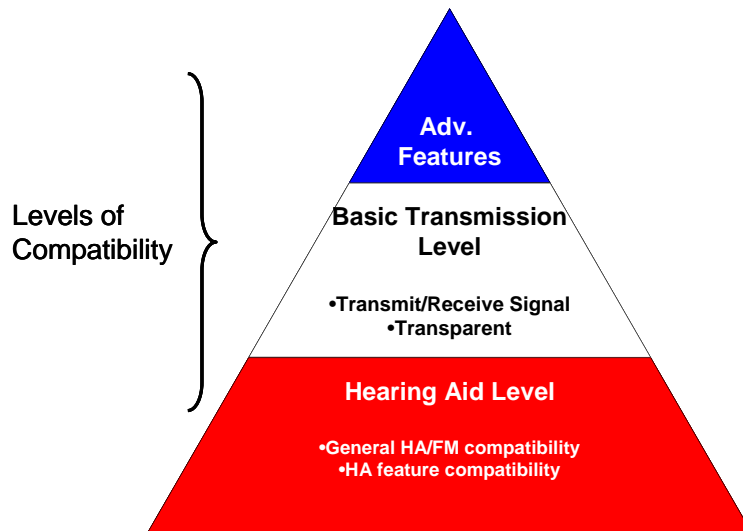 Adv.
Features
Levels of
Compatibility
Basic Transmission
Level
•Transmit/Receive Signal
•Transparent
Hearing Aid Level
•General HA/FM compatibility
•HA feature compatibility